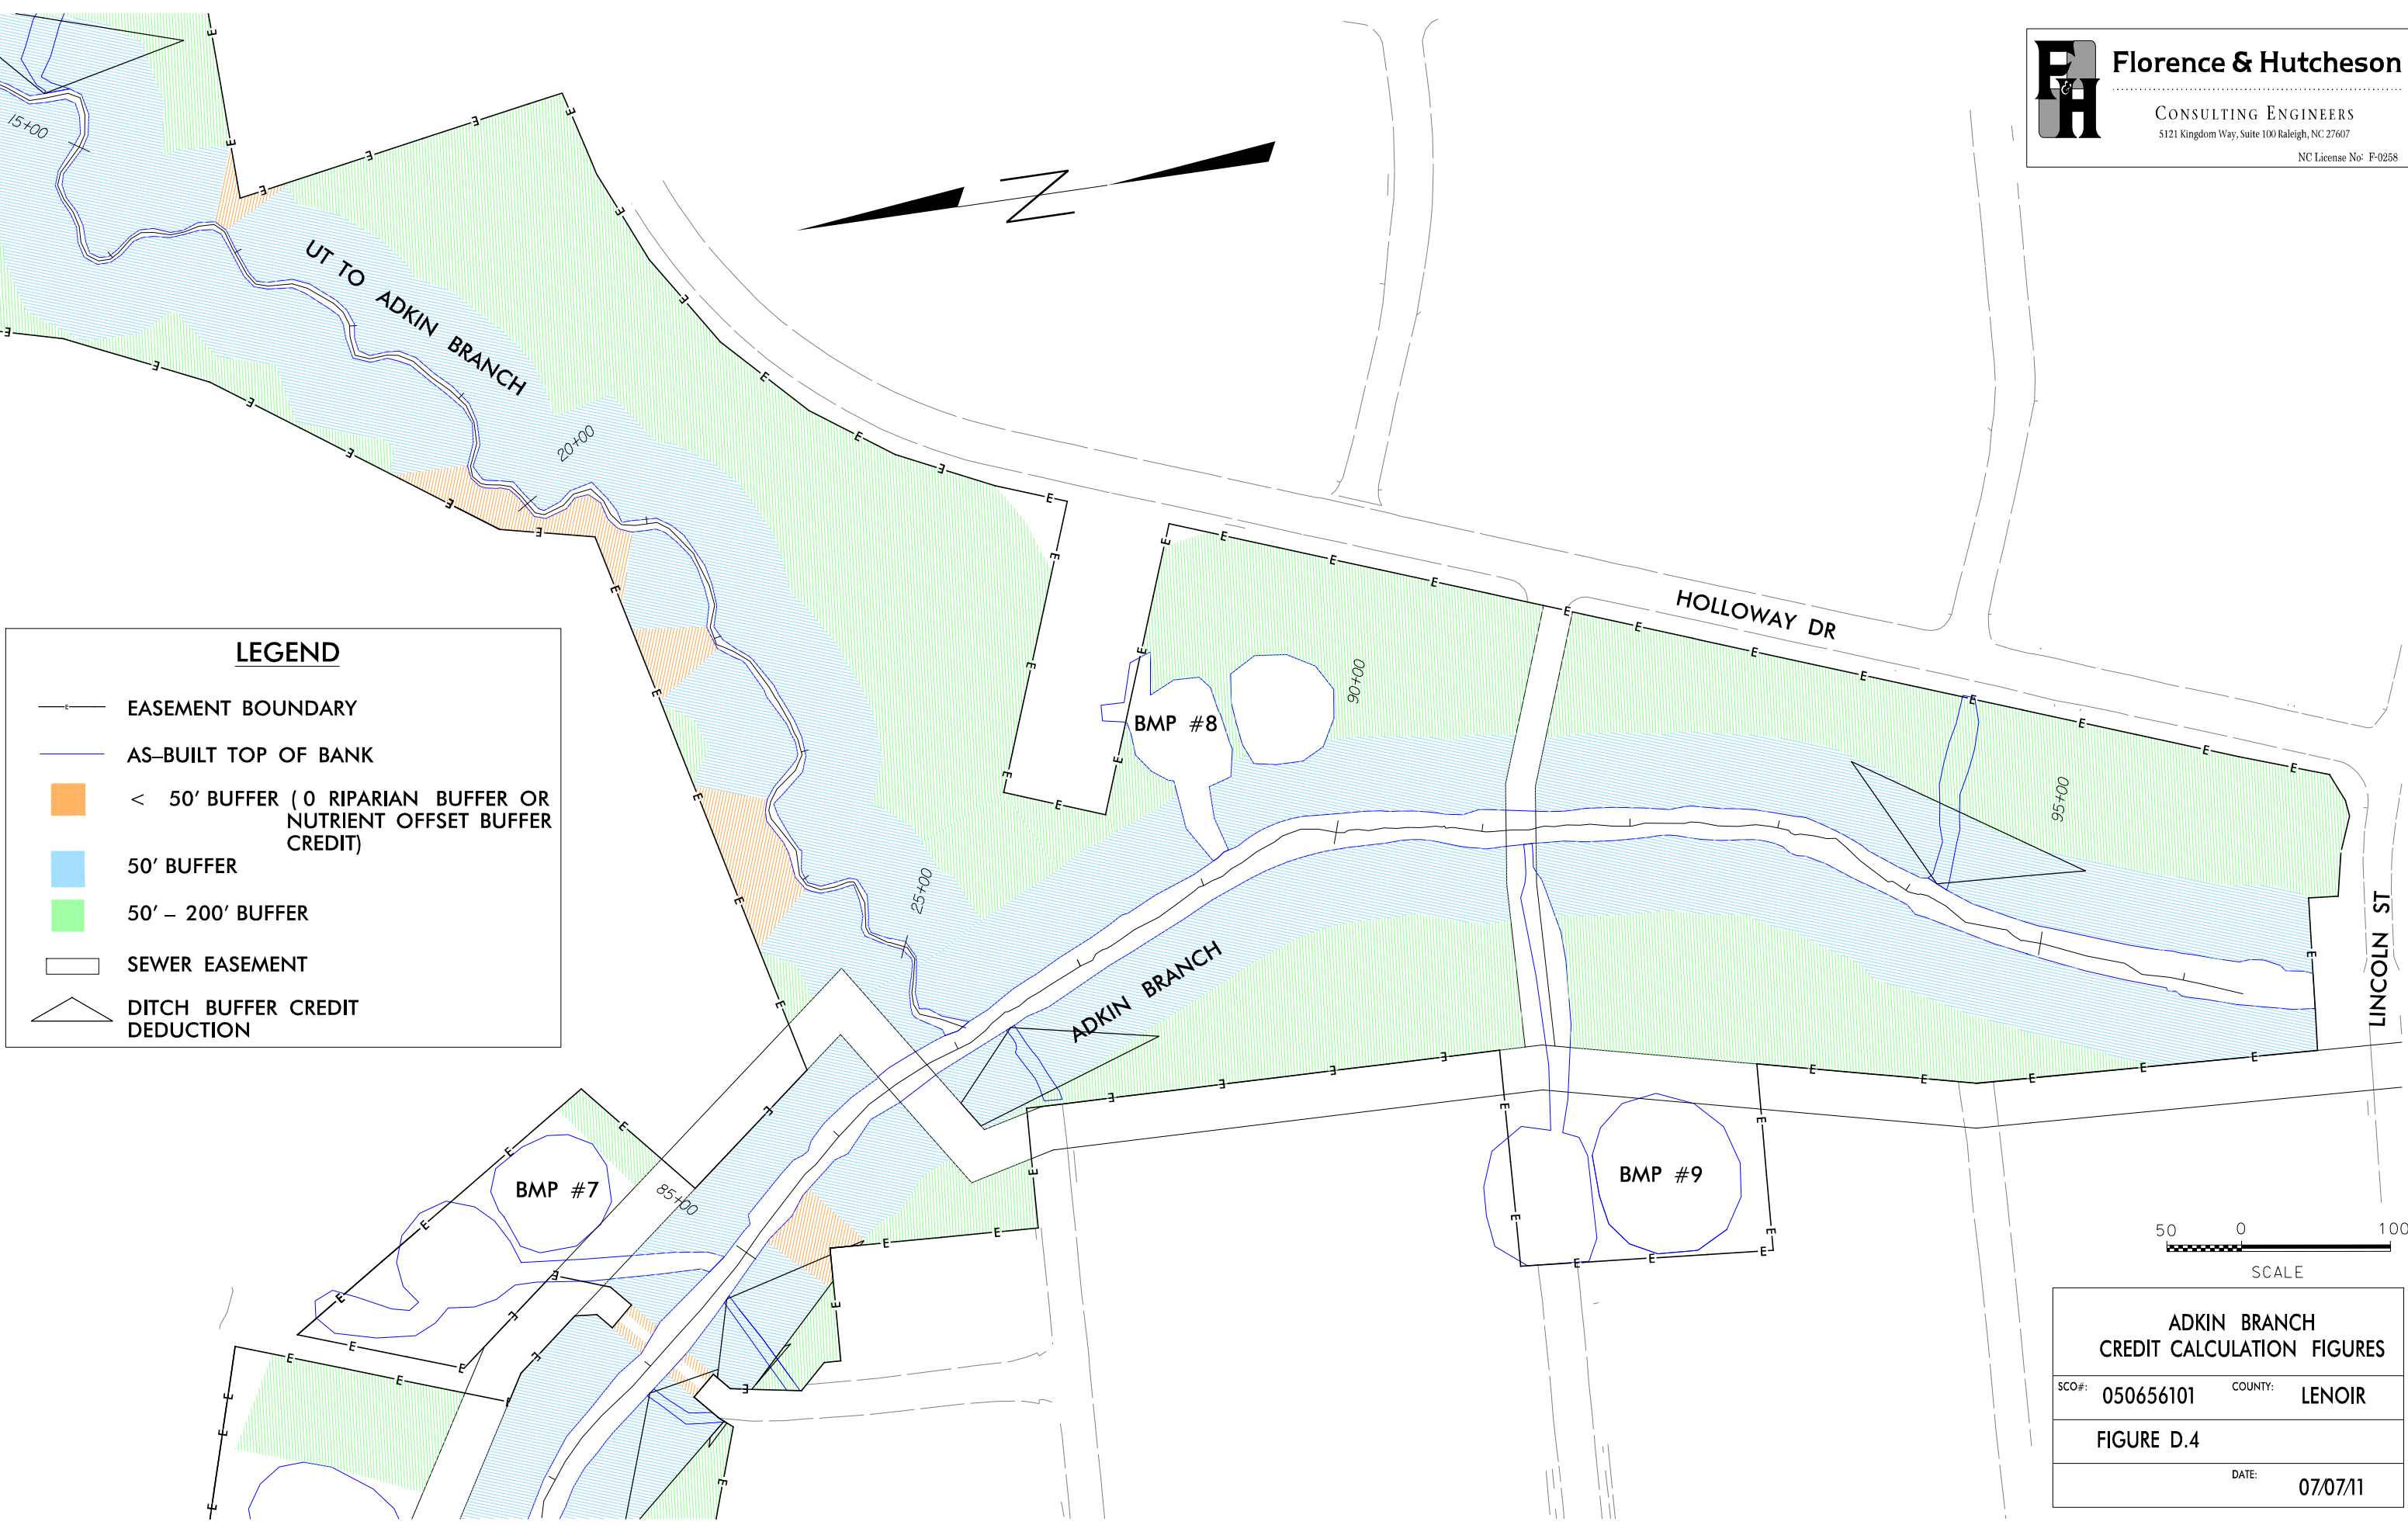 F&H
Florence & Hutcheson
CONSULTING ENGINEERS
5121 Kingdom Way, Suite 100 Raleigh, NC 27607
NC License No: F-0258
15+00
N
UT TO ADKIN BRANCH
20+00
HOLLOWAY DR
90+00
BMP #8
95+00
25+00
ADKIN BRANCH
LINCOLN ST
LEGEND
E
EASEMENT BOUNDARY
AS-BUILT TOP OF BANK
< 50' BUFFER (0 RIPARIAN BUFFER OR
NUTRIENT OFFSET BUFFER
CREDIT)
50' BUFFER
50' - 200' BUFFER
SEWER EASEMENT
DITCH BUFFER CREDIT
DEDUCTION
BMP #7
85+00
BMP #9
50 0 100
SCALE
ADKIN BRANCH
CREDIT CALCULATION FIGURES
SCO#: 050656101 COUNTY: LENOIR
FIGURE D.4
DATE: 07/07/11